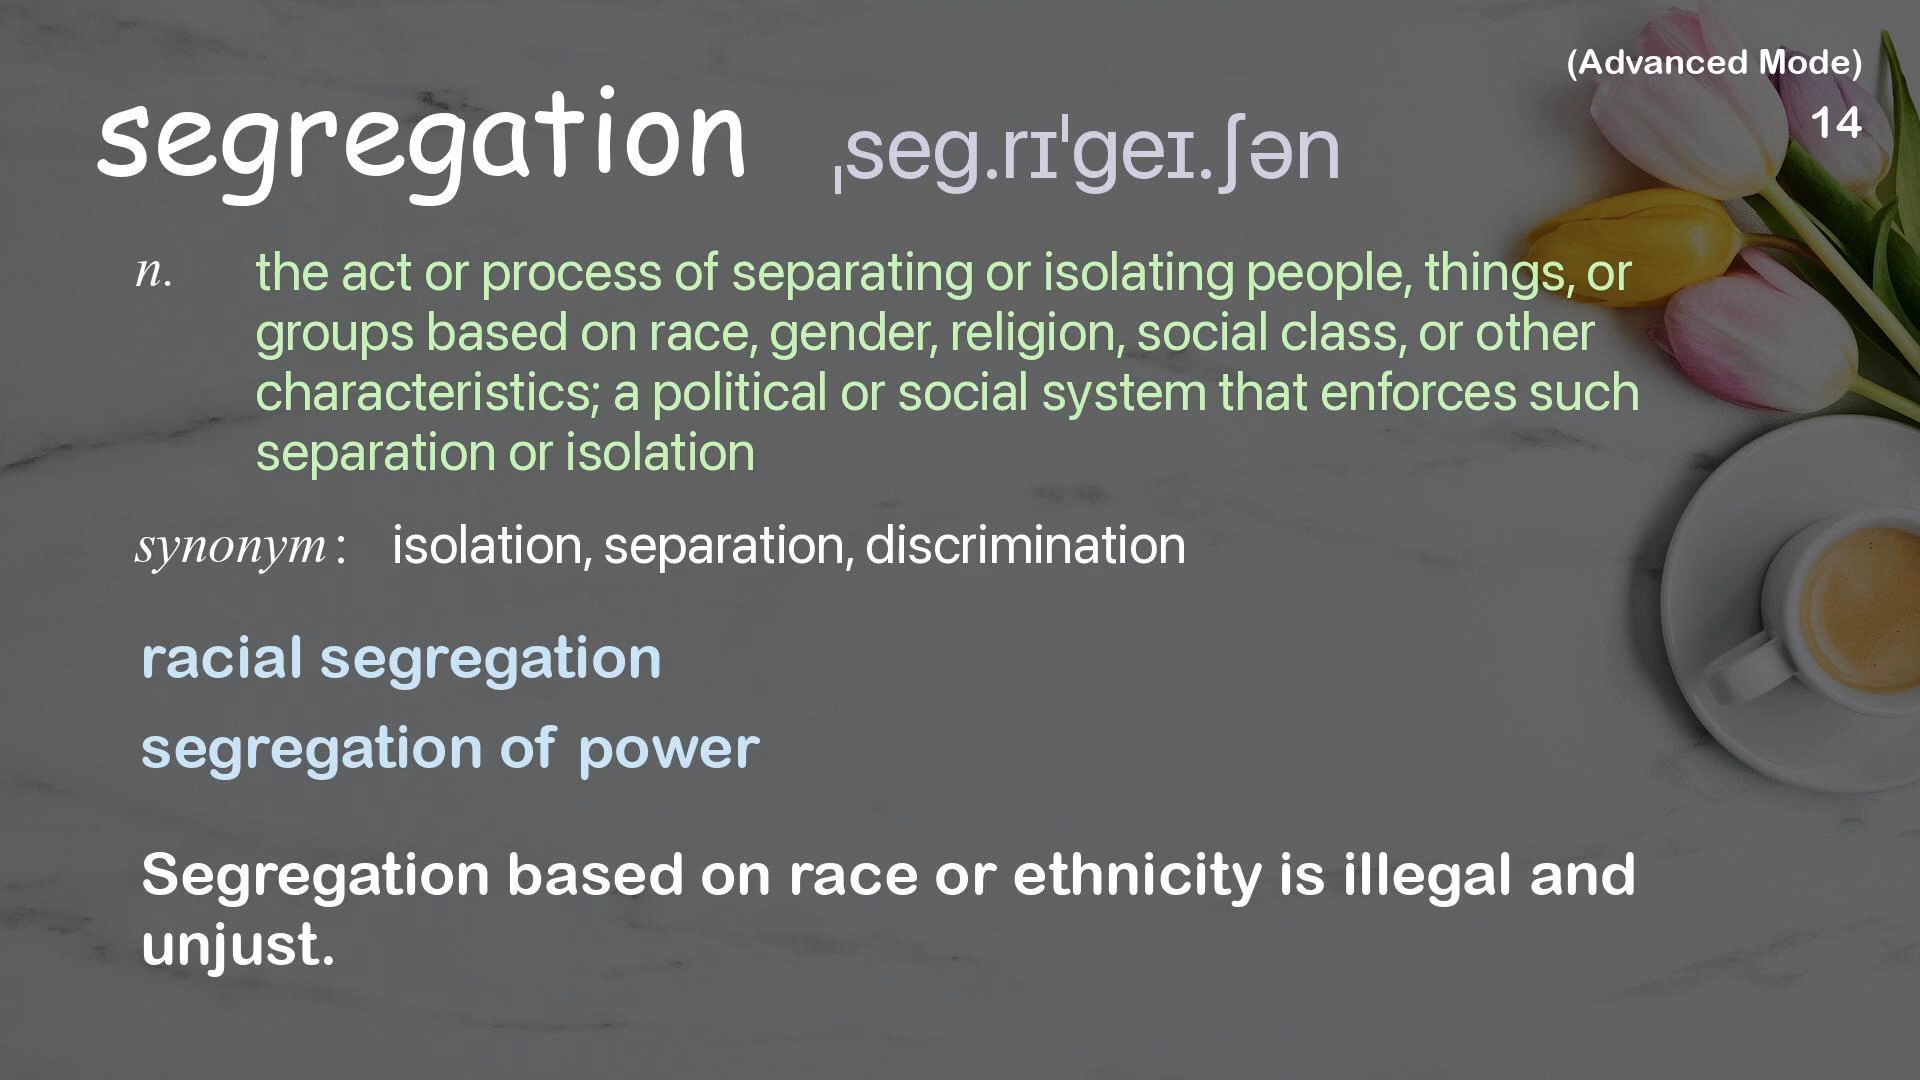 (Advanced Mode)
14
segregation ˌseg.rɪˈgeɪ.ʃən
n. the act or process of separating or isolating people, things, or
groups based on race, gender, religion, social class, or other
characteristics; a political or social system that enforces such
separation or isolation
synonym: isolation, separation, discrimination
racial segregation
segregation of power
Segregation based on race or ethnicity is illegal and
unjust.